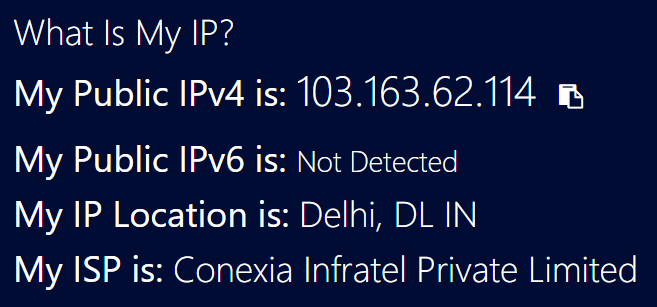 What Is My IP?
My Public IPv4 is: 103.163.62.114
My Public IPv6 is: Not Detected
My IP Location is: Delhi, DL IN
My ISP is: Conexia Infratel Private Limited